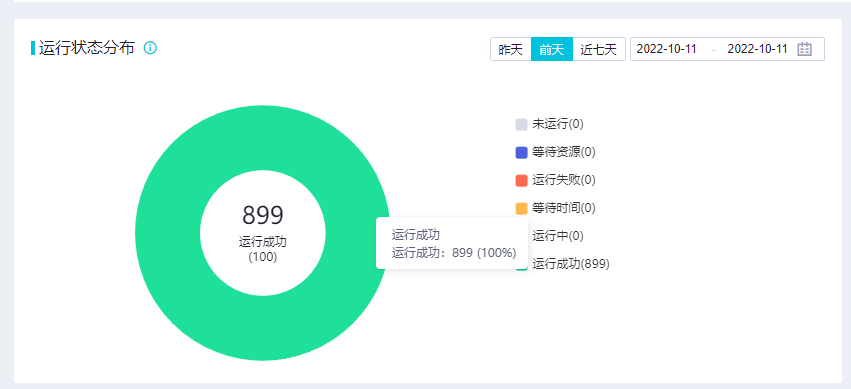 运行状态分布
昨天 前天 近七天 2022-10-11 - 2022-10-11
899
运行成功
(100)
未运行(0)
等待资源(0)
运行失败(0)
等待时间(0)
运行中(0)
运行成功(899)
运行成功
运行成功：899 (100%)